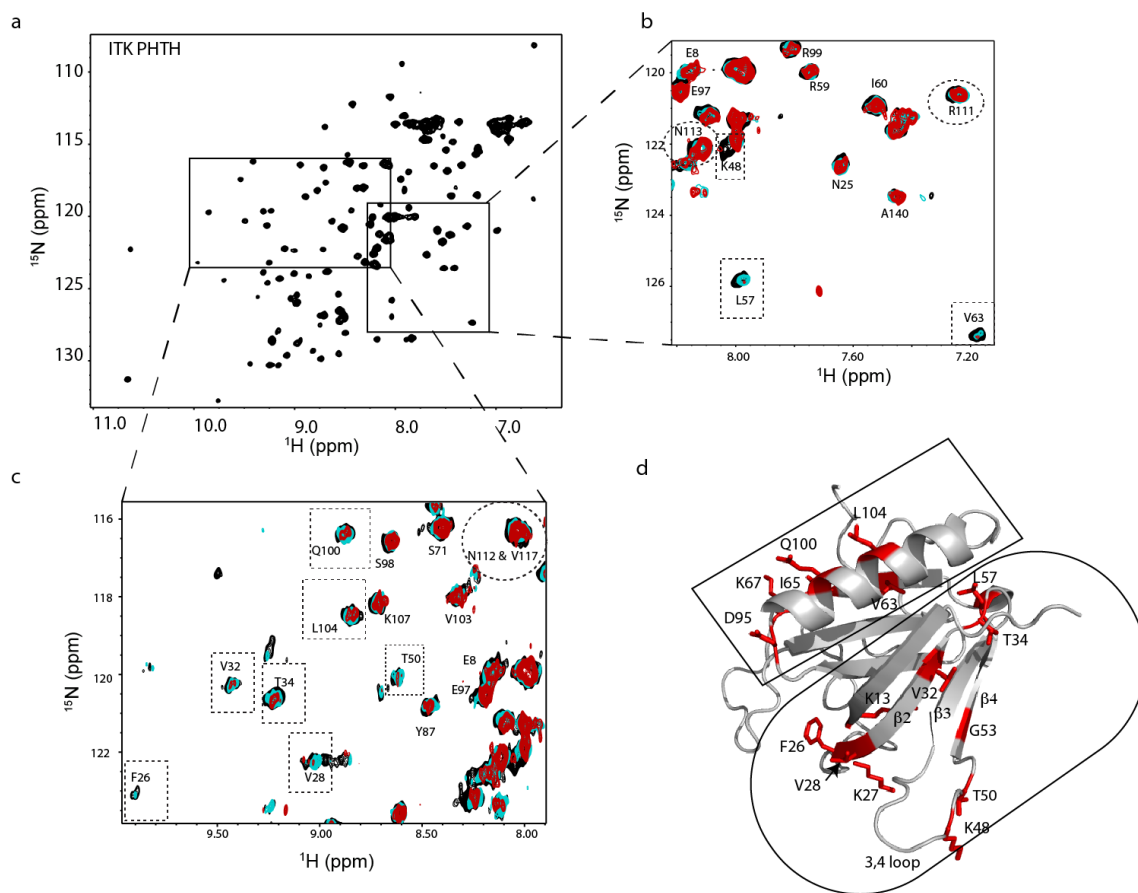 a
ITK PHTH
110
115
120
125
130
15N (ppm)
11.0 10.0 9.0 8.0 7.0
1H (ppm)
b
E8
E97
R99
R59
I60
R111
N113
K48
N25
A140
L57
V63
120
122
124
126
15N (ppm)
8.00 7.60 7.20
1H (ppm)
c
Q100
S98
S71
N112 & V117
L104
K107
V103
V32
T34
T50
E8
E97
Y87
F26
V28
116
118
120
122
15N (ppm)
9.50 9.00 8.50 7.90
1H (ppm)
d
L104
Q100
K67
I65
V63
L57
D95
T34
K13
V32
β2
β3
β4
G53
F26
V28
K27
T50
K48
3,4 loop